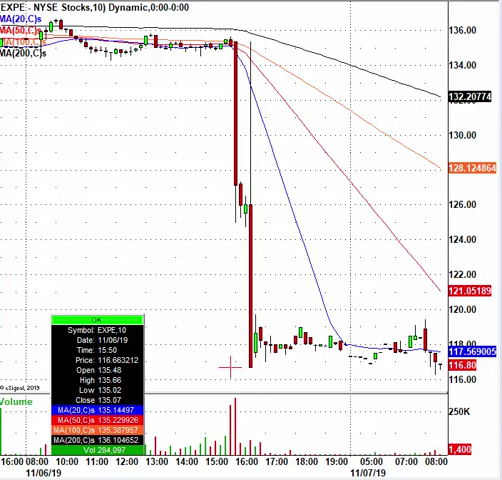 EXPE - NYSE Stocks,10) Dynamic,0:00-0:00
MA(20,C)s
MA(50,C)s
MA(100,C)s
MA(200,C)s
136.00
134.00
132.20774
132.00
130.00
128.124864
126.00
124.00
122.00
121.05189
118.00
117.569005
116.80
116.00
OK
Symbol: EXPE,10
Date: 11/06/19
Time: 15:50
Price: 116.663212
Open 135.48
High 135.66
Low 135.02
Close 135.07
MA(20,C)s 135.14497
MA(50,C)s 135.229926
MA(100,C)s 135.387957
MA(200,C)s 136.104652
Vol 284,097
© eSignal, 2019
Volume
250K
1,400
16:00 08:00 10:00 11:00 12:00 13:00 14:00 15:00 16:00 17:00 18:00 19:00 05:00 07:00 08:00
11/06/19 11/07/19